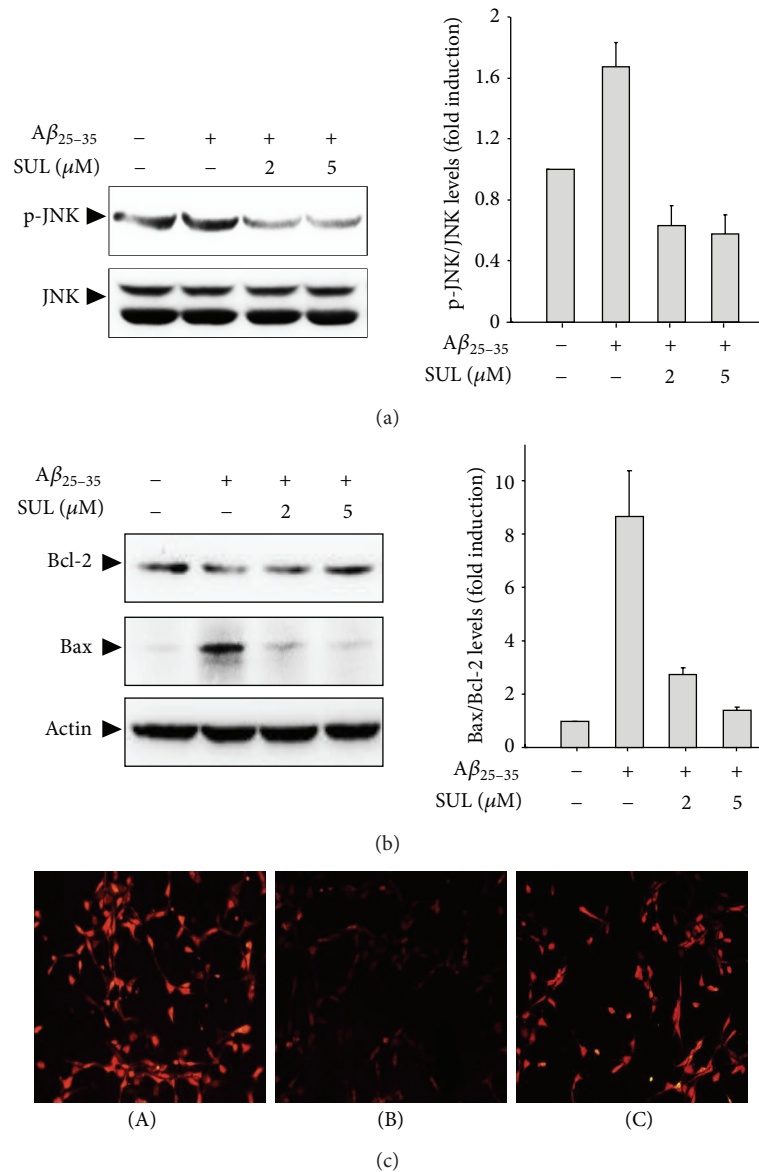 Aβ25–35 – + + +
SUL (μM) – – 2 5
p-JNK
JNK
p-JNK/JNK levels (fold induction)
2
1.6
1.2
0.8
0.4
0
Aβ25–35 – + + +
SUL (μM) – – 2 5
(a)
Aβ25–35 – + + +
SUL (μM) – – 2 5
Bcl-2
Bax
Actin
Bax/Bcl-2 levels (fold induction)
10
8
6
4
2
0
Aβ25–35 – + + +
SUL (μM) – – 2 5
(b)
(A) (B) (C)
(c)